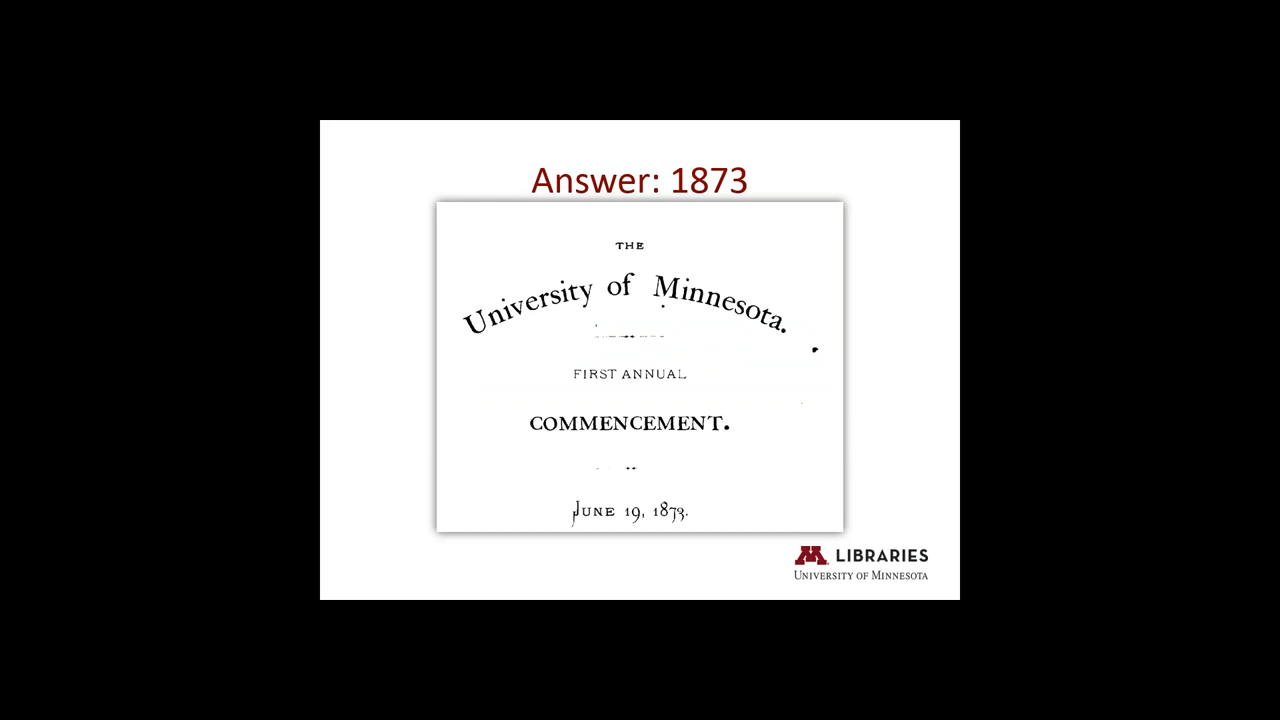 Answer: 1873
THE
University of Minnesota.
FIRST ANNUAL
COMMENCEMENT.
JUNE 19, 1873.
M LIBRARIES
UNIVERSITY OF MINNESOTA